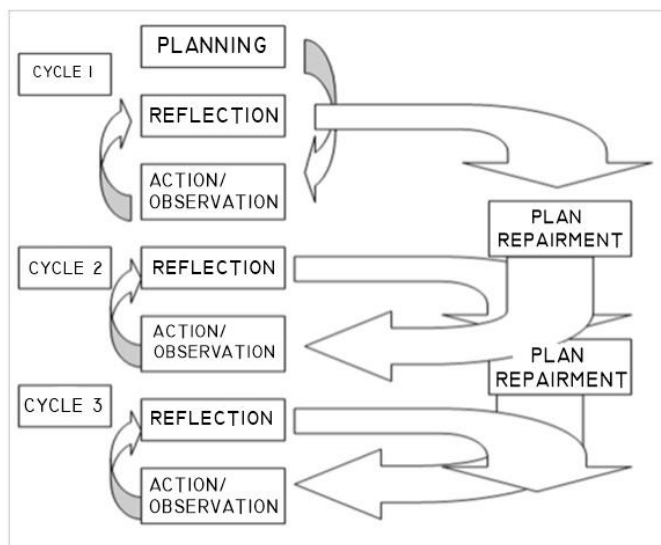 PLANNING
CYCLE 1
REFLECTION
ACTION/
OBSERVATION
PLAN
REPAIRMENT
CYCLE 2
REFLECTION
ACTION/
OBSERVATION
PLAN
REPAIRMENT
CYCLE 3
REFLECTION
ACTION/
OBSERVATION